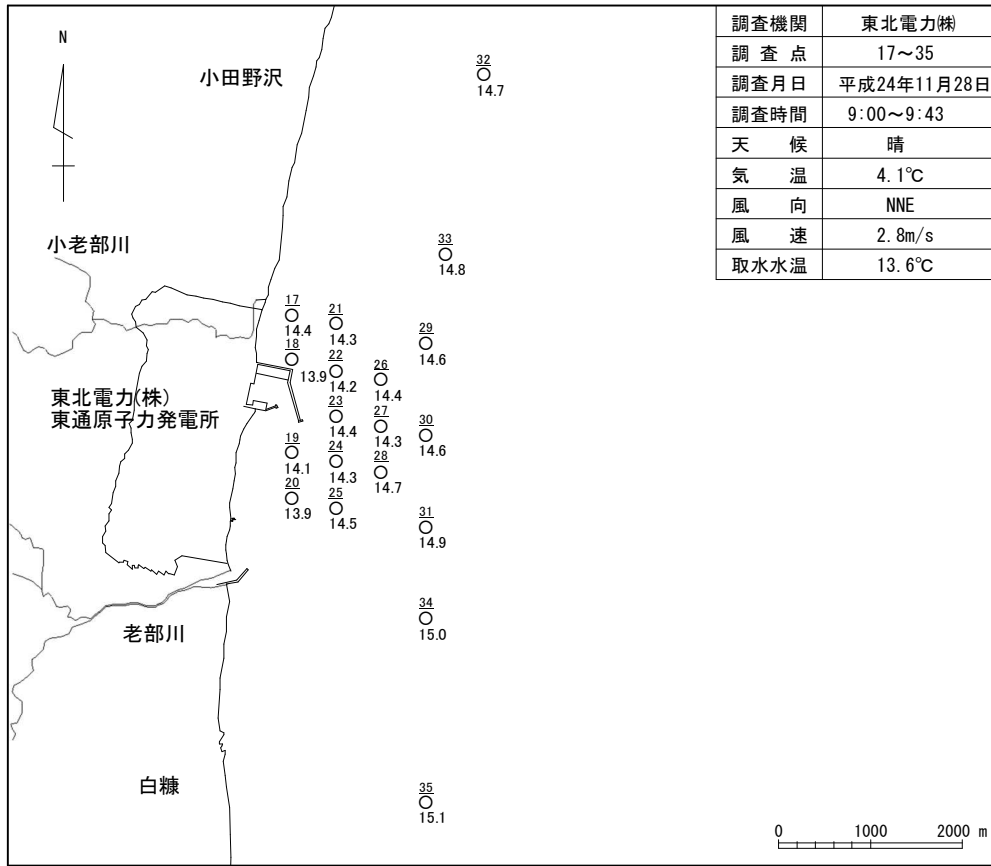 調査機関 東北電力㈱
調査点 17～35
調査月日 平成24年11月28日
調査時間 9:00～9:43
天候 晴
気温 4.1℃
風向 NNE
風速 2.8m/s
取水水温 13.6℃
N
小田野沢
32
14.7
33
14.8
小老部川
17
14.4
21
14.3
29
14.6
18
13.9
22
14.2
26
14.4
東北電力(株)
東通原子力発電所
23
14.4
27
14.3
30
14.6
19
14.1
24
14.3
28
14.7
20
13.9
25
14.5
31
14.9
34
15.0
老部川
白糠
35
15.1
0 1000 2000 m